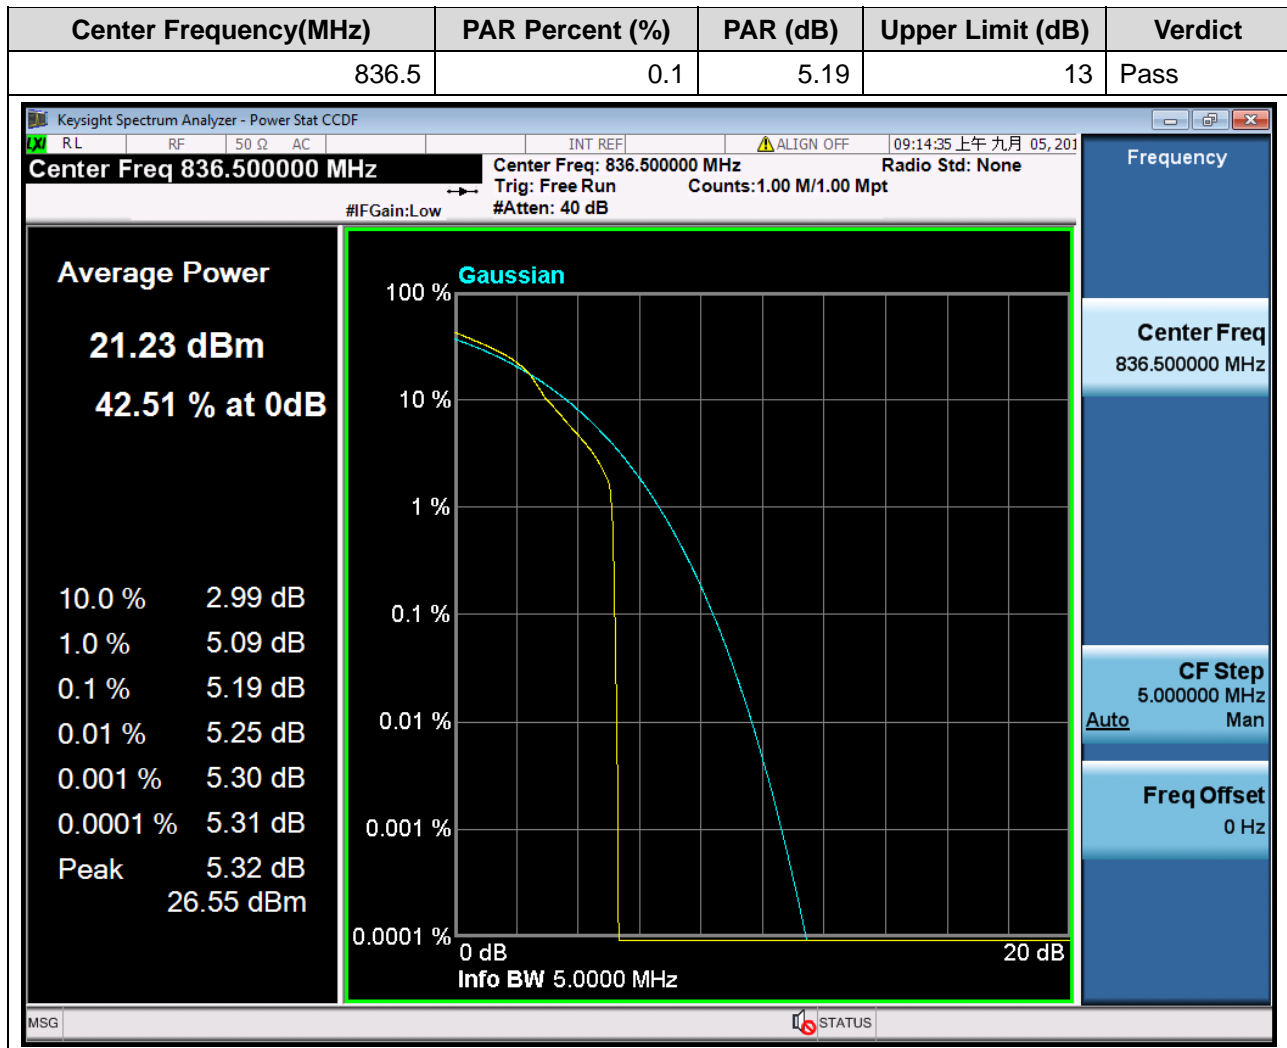 Center Frequency(MHz) PAR Percent (%) PAR (dB) Upper Limit (dB) Verdict
836.5 0.1 5.19 13 Pass
Keysight Spectrum Analyzer - Power Stat CCDF
LXI RL RF 50 Ω AC INT REF ALIGN OFF 09:14:35 上午 九月 05, 201
Center Freq 836.500000 MHz
Center Freq: 836.500000 MHz Radio Std: None
Trig: Free Run Counts:1.00 M/1.00 Mpt
#IFGain:Low #Atten: 40 dB
Average Power
21.23 dBm
42.51 % at 0dB
10.0 % 2.99 dB
1.0 % 5.09 dB
0.1 % 5.19 dB
0.01 % 5.25 dB
0.001 % 5.30 dB
0.0001 % 5.31 dB
Peak 5.32 dB
26.55 dBm
Gaussian
100 %
10 %
1 %
0.1 %
0.01 %
0.001 %
0.0001 %
0 dB 20 dB
Info BW 5.0000 MHz
Frequency
Center Freq
836.500000 MHz
CF Step
5.000000 MHz
Auto Man
Freq Offset
0 Hz
MSG STATUS